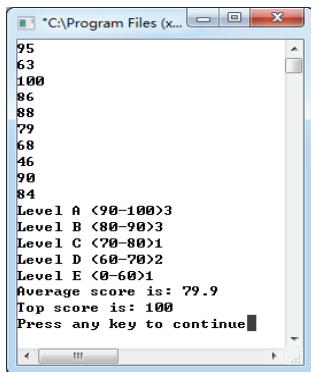 "C:\Program Files (x...
95
63
100
86
88
79
68
46
90
84
Level A (90-100)3
Level B (80-90)3
Level C (70-80)1
Level D (60-70)2
Level E (0-60)1
Average score is: 79.9
Top score is: 100
Press any key to continue